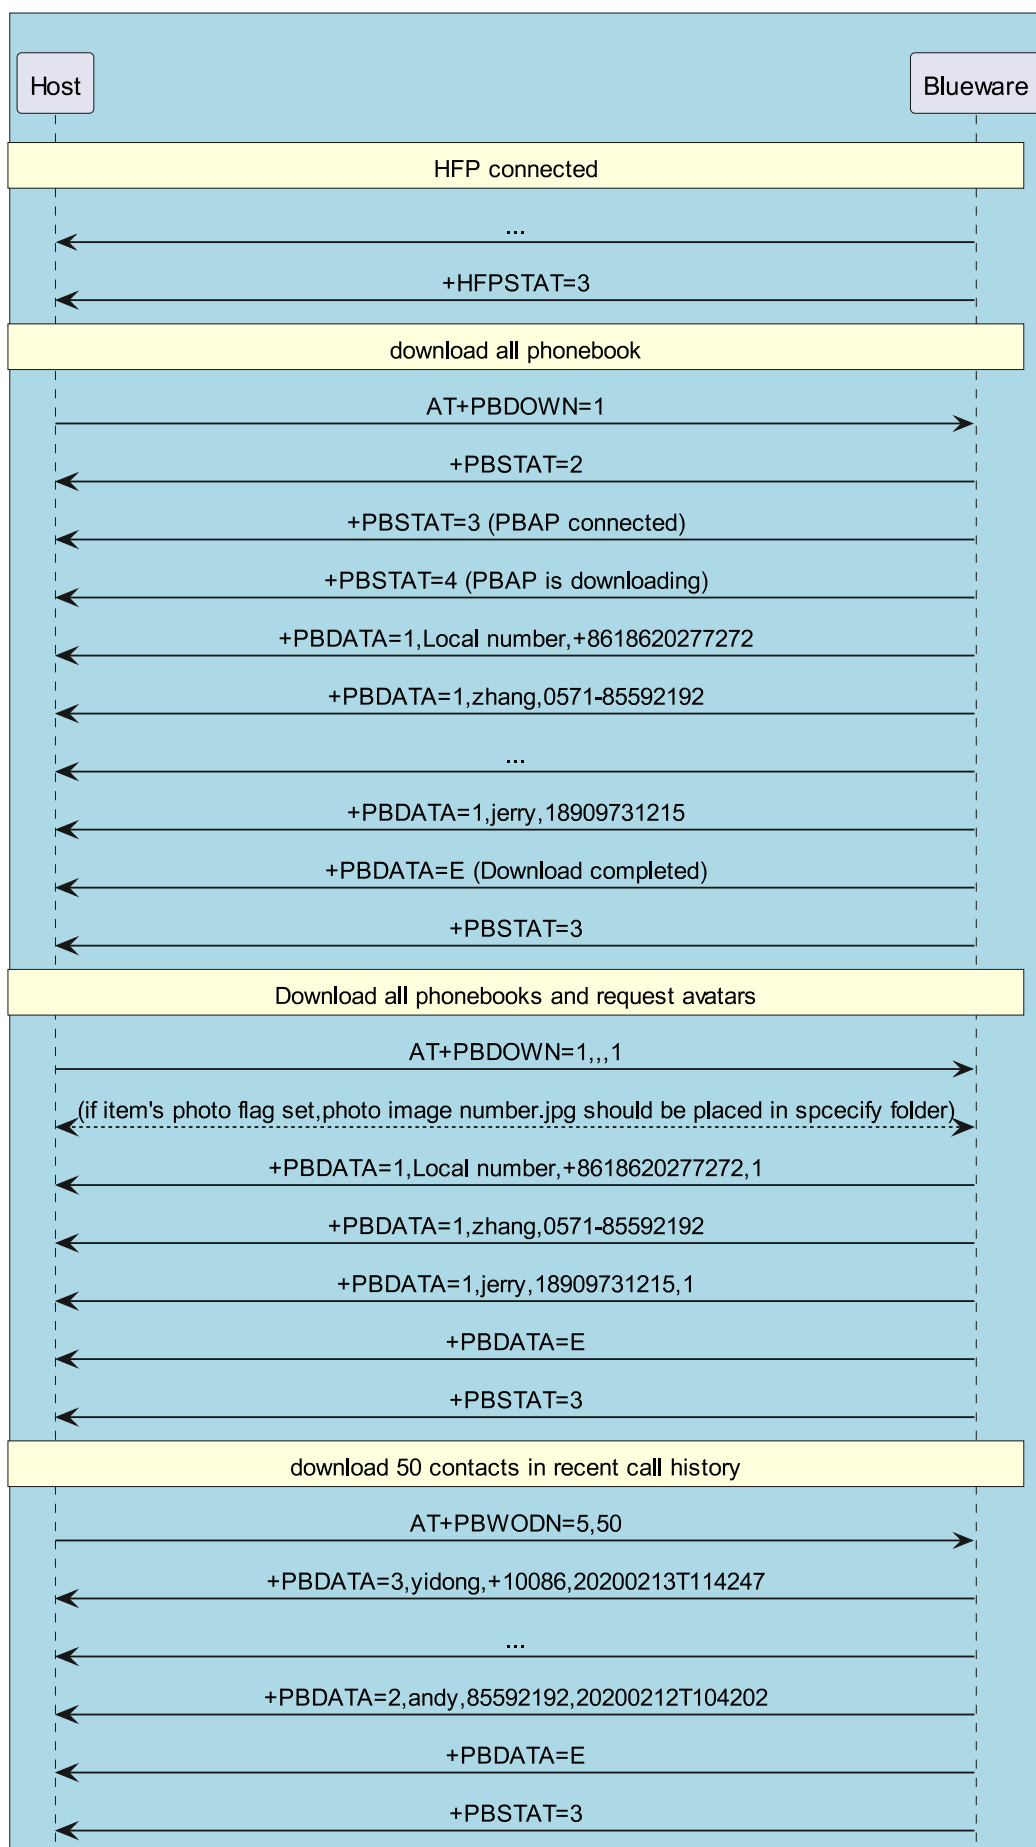 Host
Blueware
HFP connected
...
+HFPSTAT=3
download all phonebook
AT+PBDOWN=1
+PBSTAT=2
+PBSTAT=3 (PBAP connected)
+PBSTAT=4 (PBAP is downloading)
+PBDATA=1,Local number,+8618620277272
+PBDATA=1,zhang,0571-85592192
...
+PBDATA=1,jerry,18909731215
+PBDATA=E (Download completed)
+PBSTAT=3
Download all phonebooks and request avatars
AT+PBDOWN=1,,,1
(if item's photo flag set,photo image number.jpg should be placed in spcecify folder)
+PBDATA=1,Local number,+8618620277272,1
+PBDATA=1,zhang,0571-85592192
+PBDATA=1,jerry,18909731215,1
+PBDATA=E
+PBSTAT=3
download 50 contacts in recent call history
AT+PBWODN=5,50
+PBDATA=3,yidong,+10086,20200213T114247
...
+PBDATA=2,andy,85592192,20200212T104202
+PBDATA=E
+PBSTAT=3